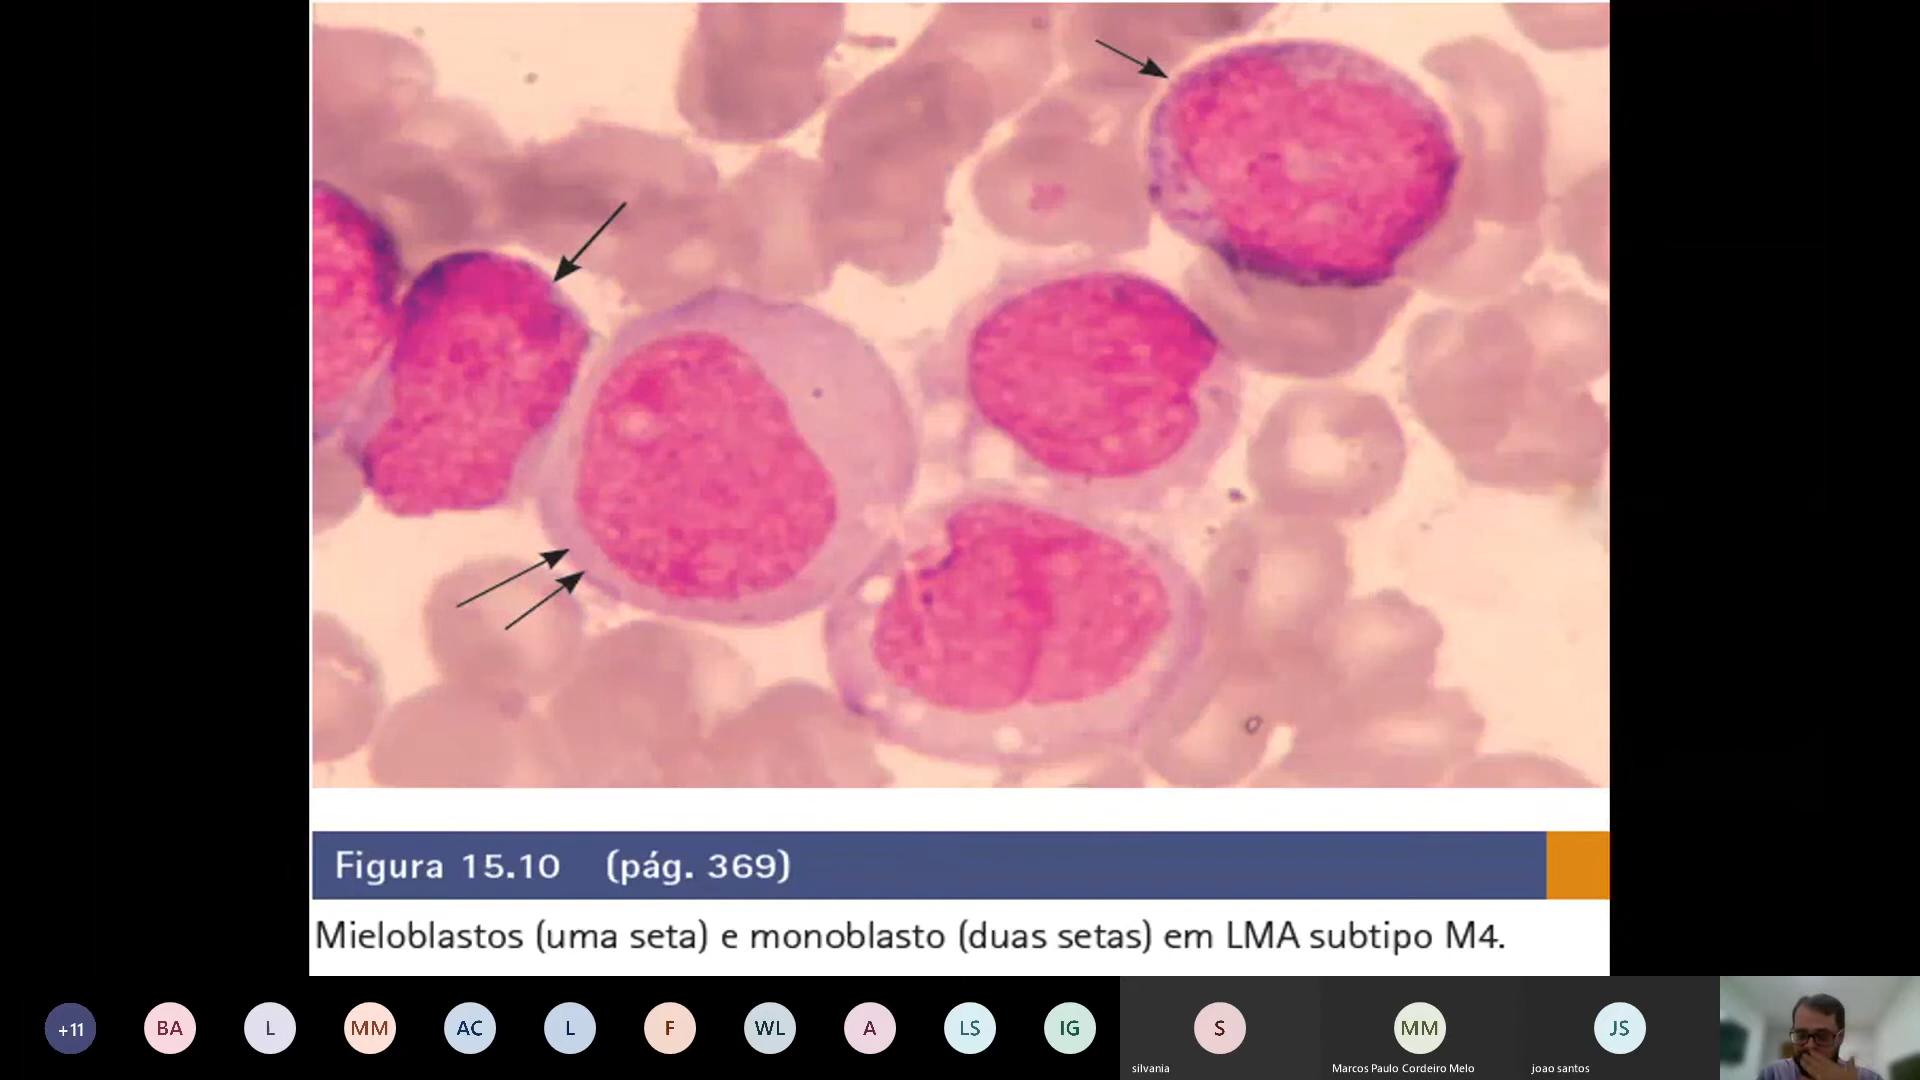 Figura 15.10 (pág. 369)
Mieloblastos (uma seta) e monoblasto (duas setas) em LMA subtipo M4.
+11
BA
L
MM
AC
L
F
WL
A
LS
IG
S
MM
JS
silvania
Marcos Paulo Cordeiro Melo
joao santos